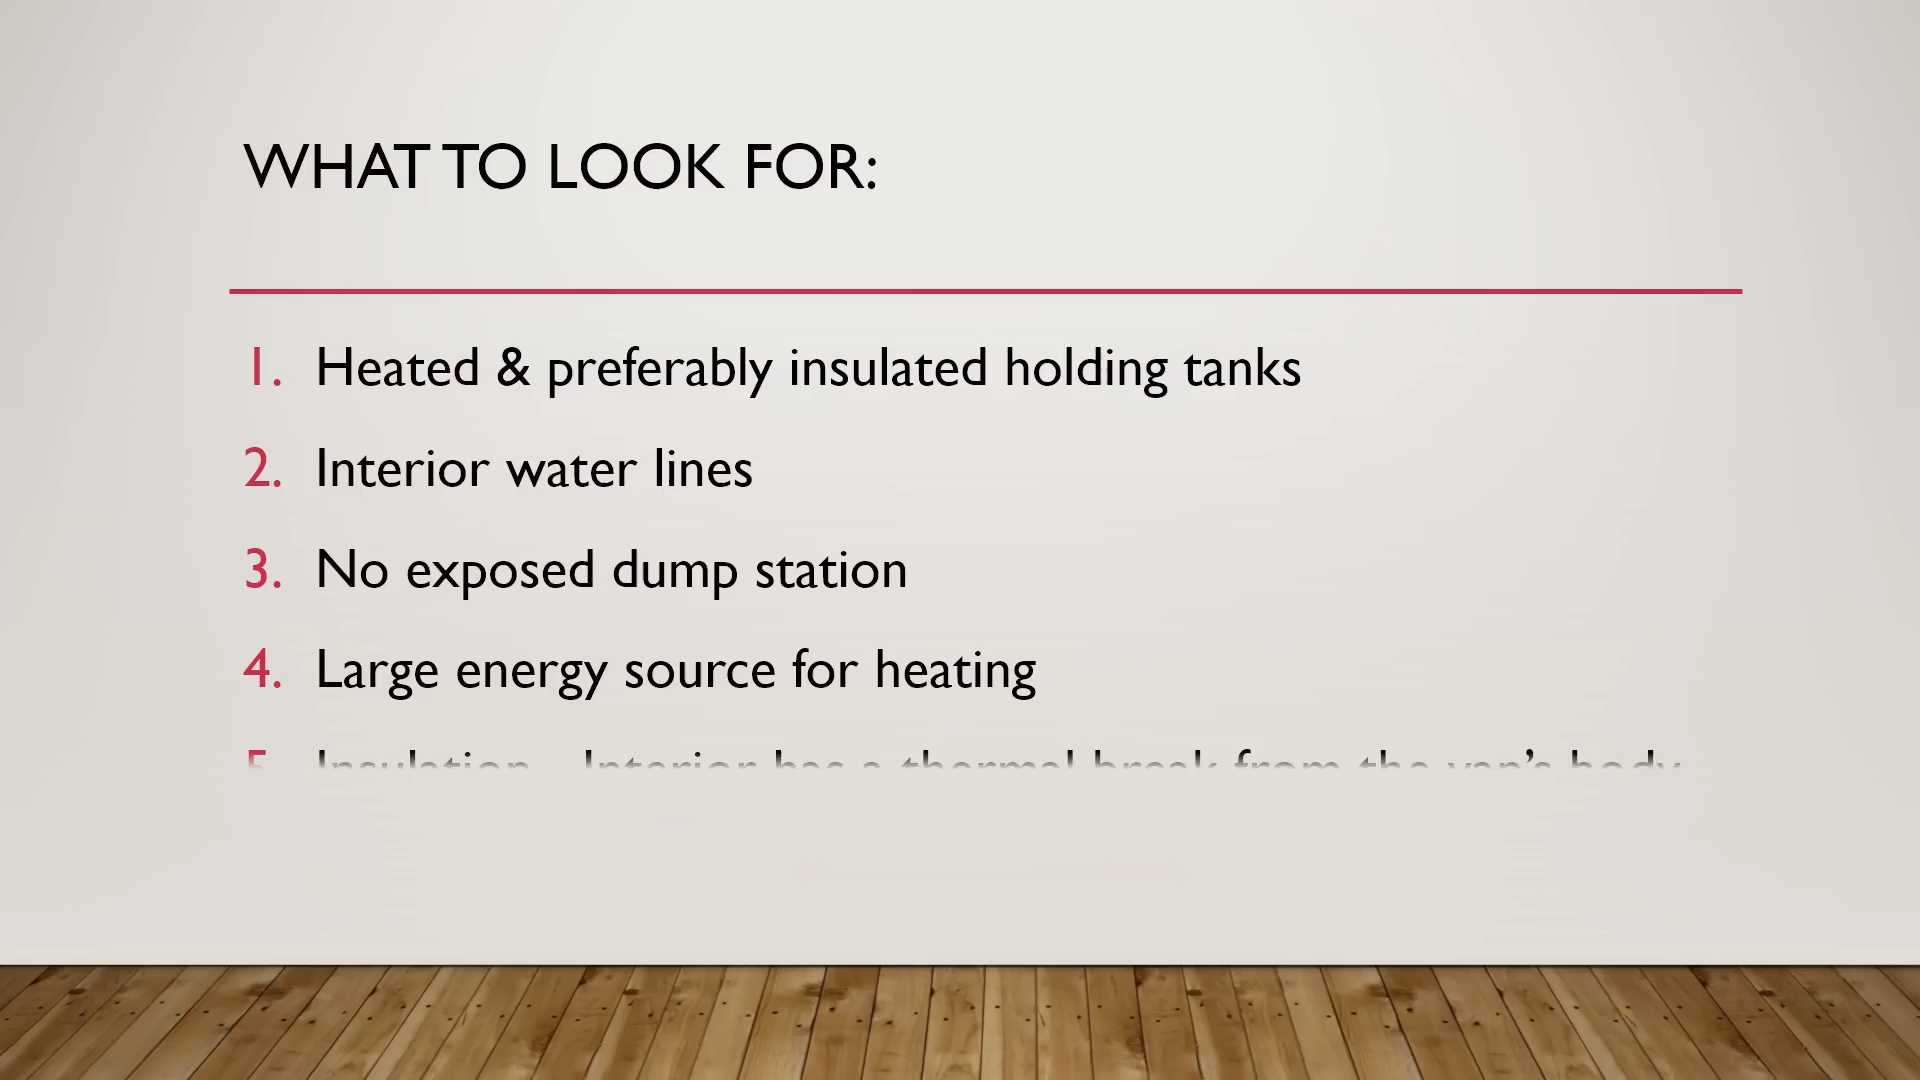 WHAT TO LOOK FOR:
1. Heated & preferably insulated holding tanks
2. Interior water lines
3. No exposed dump station
4. Large energy source for heating
5. Insulation – Interior has a thermal break from the van’s body